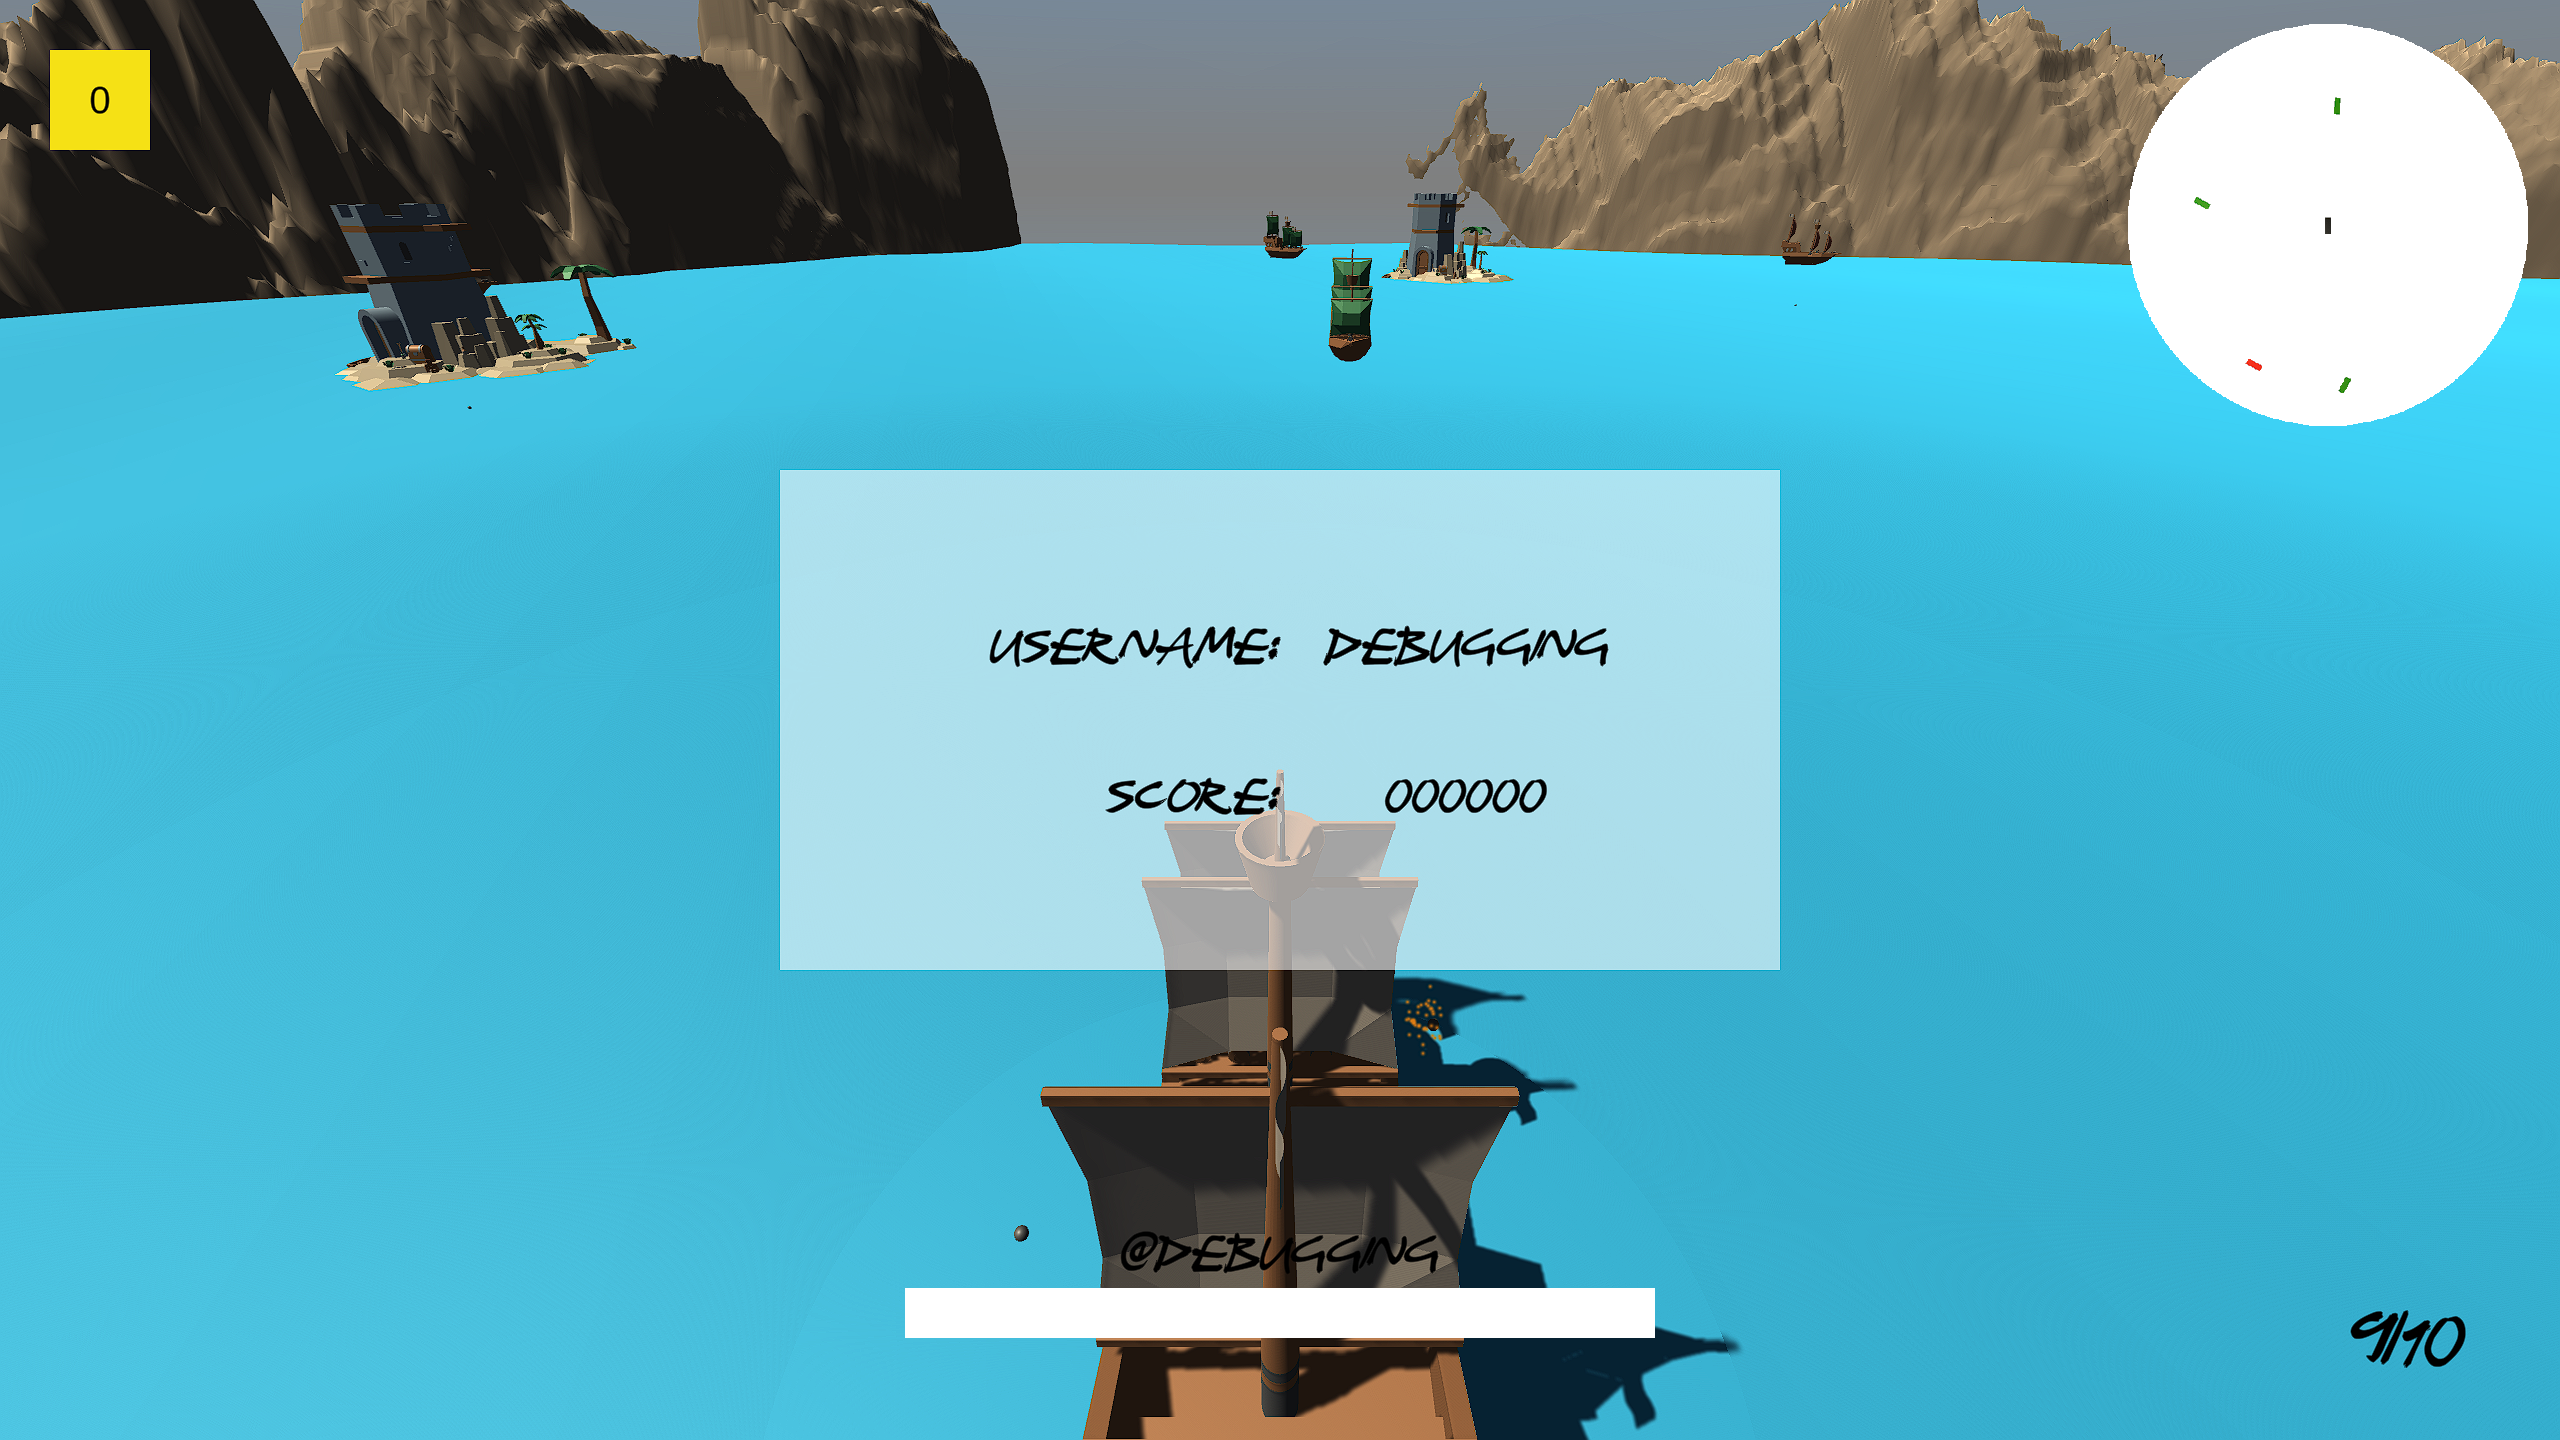 0
USERNAME: DEBUGGING
SCORE: 000000
@DEBUGGING
9/10